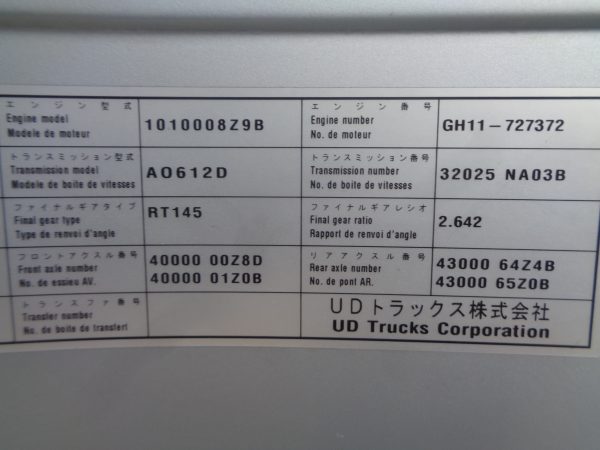 エンジン型式
Engine model
Modele de moteur
1010008Z9B
エンジン番号
Engine number
No. de moteur
GH11-727372
トランスミッション型式
Transmission model
Modele de boite de vitesses
AO612D
トランスミッション番号
Transmission number
No. de boite de vitesses
32025 NA03B
ファイナルギアタイプ
Final gear type
Type de renvoi d'angle
RT145
ファイナルギアレシオ
Final gear ratio
Rapport de renvoi d'angle
2.642
フロントアクスル番号
Front axle number
No. de essieu AV.
40000 00Z8D
40000 01Z0B
リアアクスル番号
Rear axle number
No. de pont AR.
43000 64Z4B
43000 65Z0B
トランスファ番号
Transfer number
No. de boite de transfert
UDトラックス株式会社
UD Trucks Corporation